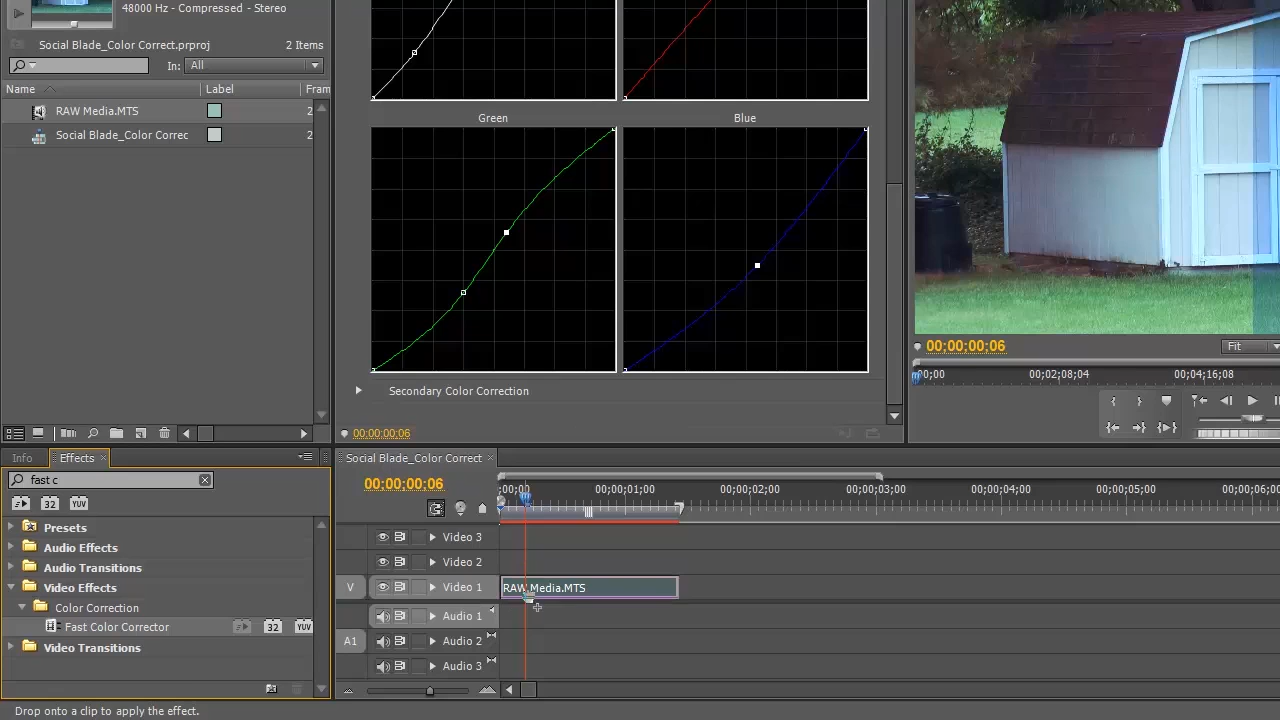 48000 Hz - Compressed - Stereo
Social Blade_Color Correct.prproj
2 Items
In:
All
Name
Label
Fram
RAW Media.MTS
2
Social Blade_Color Correc
2
Green
Blue
Secondary Color Correction
00;00;00;06
00;00;00;06
Fit
00;00
00;02;08;04
00;04;16;08
Info
Effects
fast c
32
YUV
Presets
Audio Effects
Audio Transitions
Video Effects
Color Correction
Fast Color Corrector
32
YUV
Video Transitions
Social Blade_Color Correct
00;00;00;06
;00;00
00;00;01;00
00;00;02;00
00;00;03;00
00;00;04;00
00;00;05;00
00;00;06;00
Video 3
Video 2
V
Video 1
RAW Media.MTS
Audio 1
A1
Audio 2
Audio 3
Drop onto a clip to apply the effect.